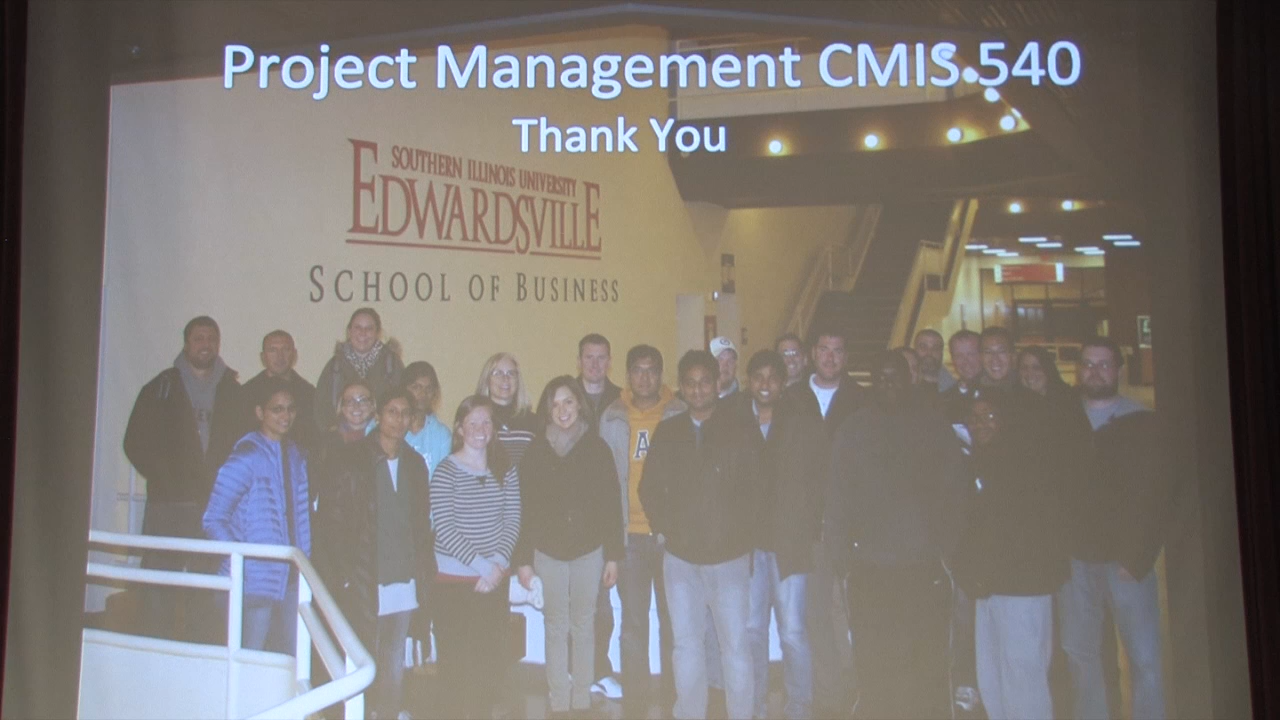 Project Management CMIS 540
Thank You
SOUTHERN ILLINOIS UNIVERSITY
EDWARDSVILLE
SCHOOL OF BUSINESS
A